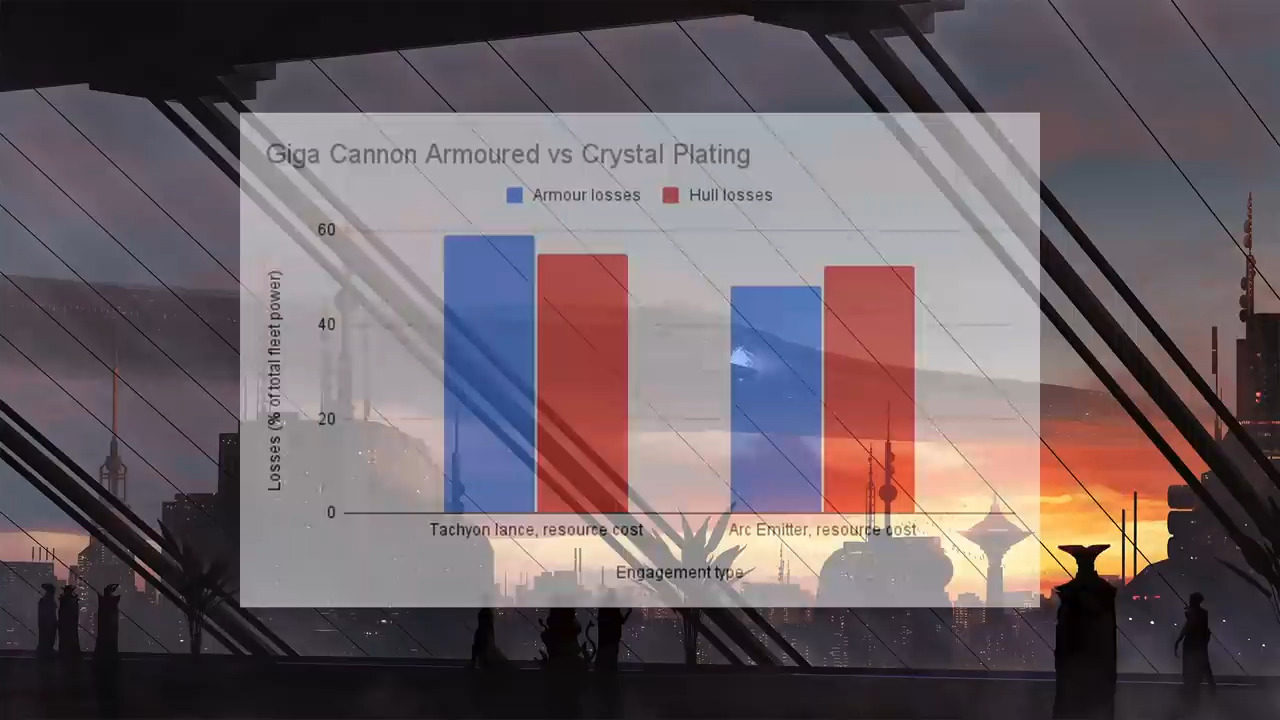 Giga Cannon Armoured vs Crystal Plating
Armour losses
Hull losses
Losses (% of total fleet power)
60
40
20
0
Tachyon lance, resource cost
Arc Emitter, resource cost
Engagement type